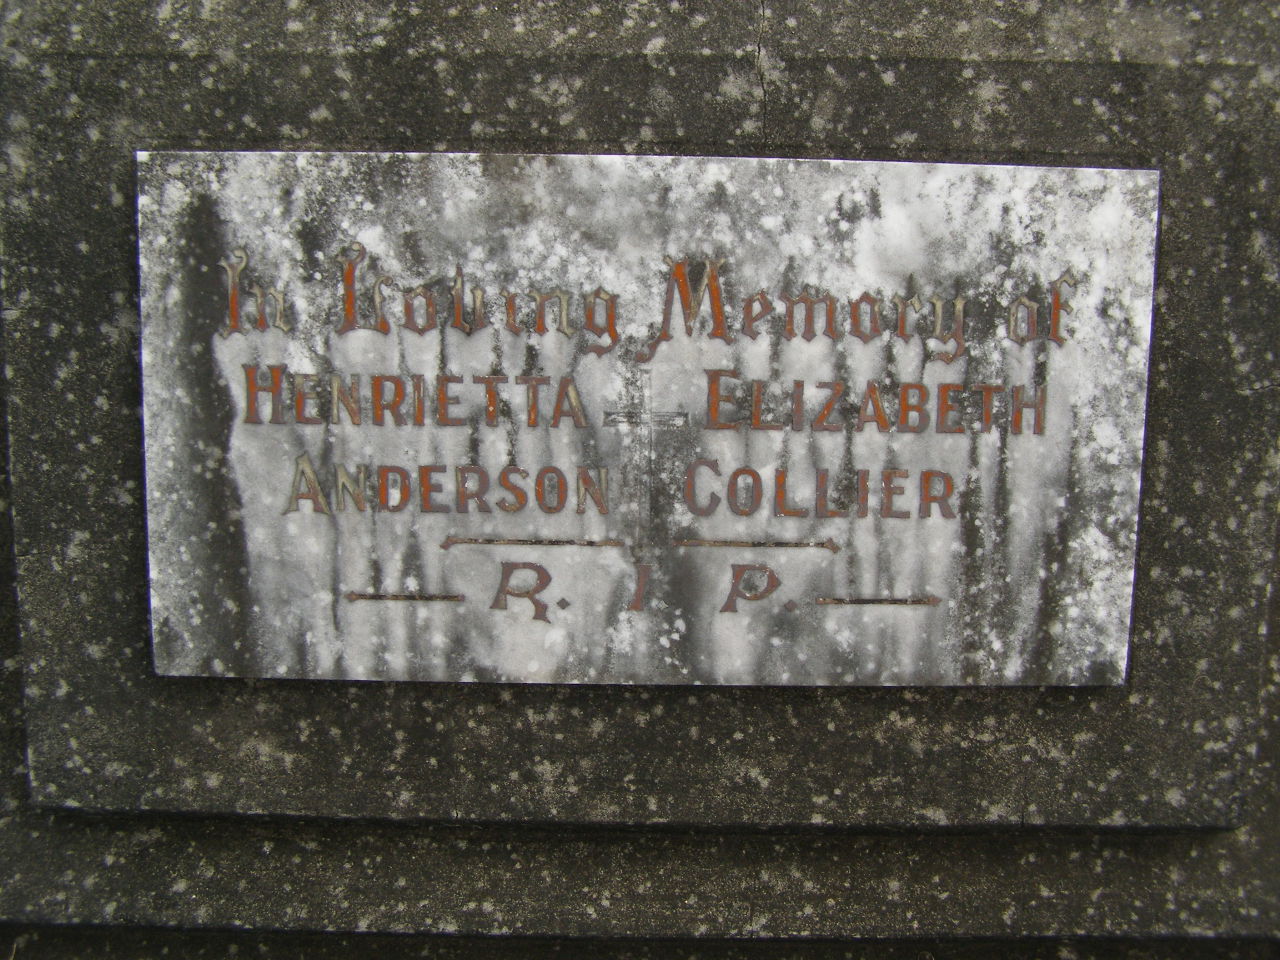 In Loving Memory of
HENRIETTA = ELIZABETH
ANDERSON COLLIER
R. I. P.